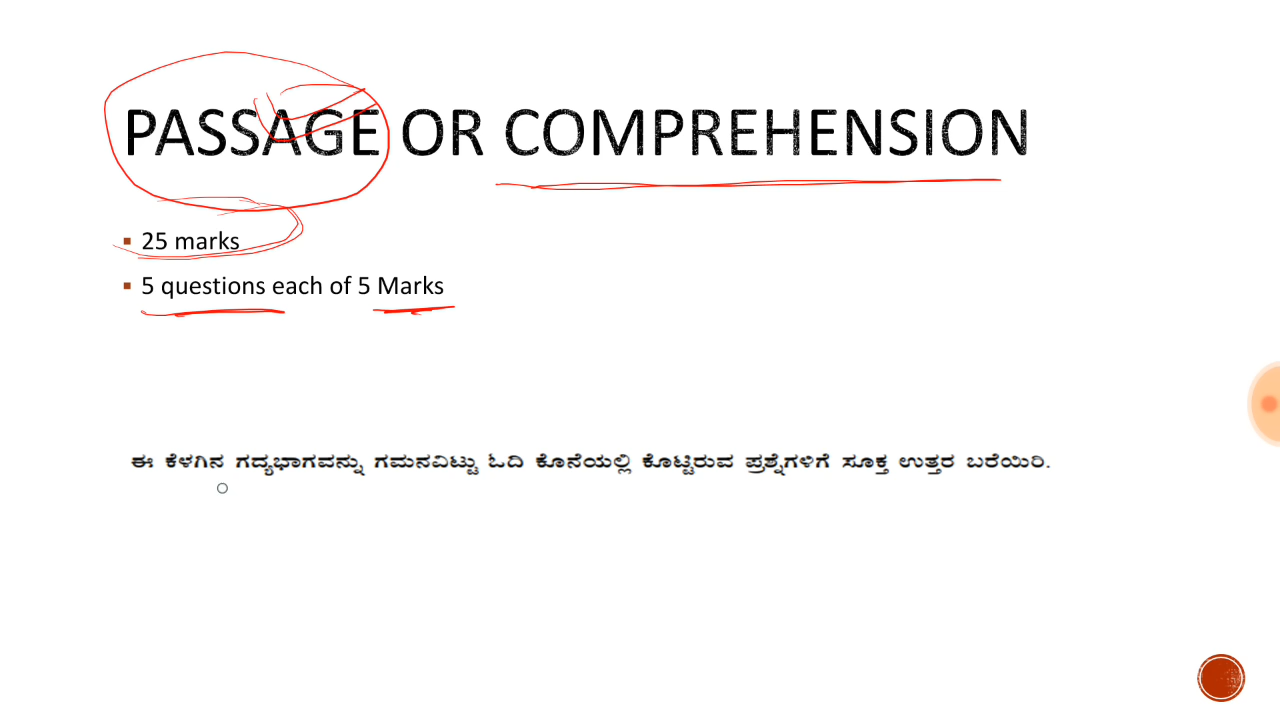 PASSAGE OR COMPREHENSION
25 marks
5 questions each of 5 Marks
ಈ ಕೆಳಗಿನ ಗದ್ಯಭಾಗವನ್ನು ಗಮನವಿಟ್ಟು ಓದಿ ಕೊನೆಯಲ್ಲಿ ಕೊಟ್ಟಿರುವ ಪ್ರಶ್ನೆಗಳಿಗೆ ಸೂಕ್ತ ಉತ್ತರ ಬರೆಯಿರಿ.